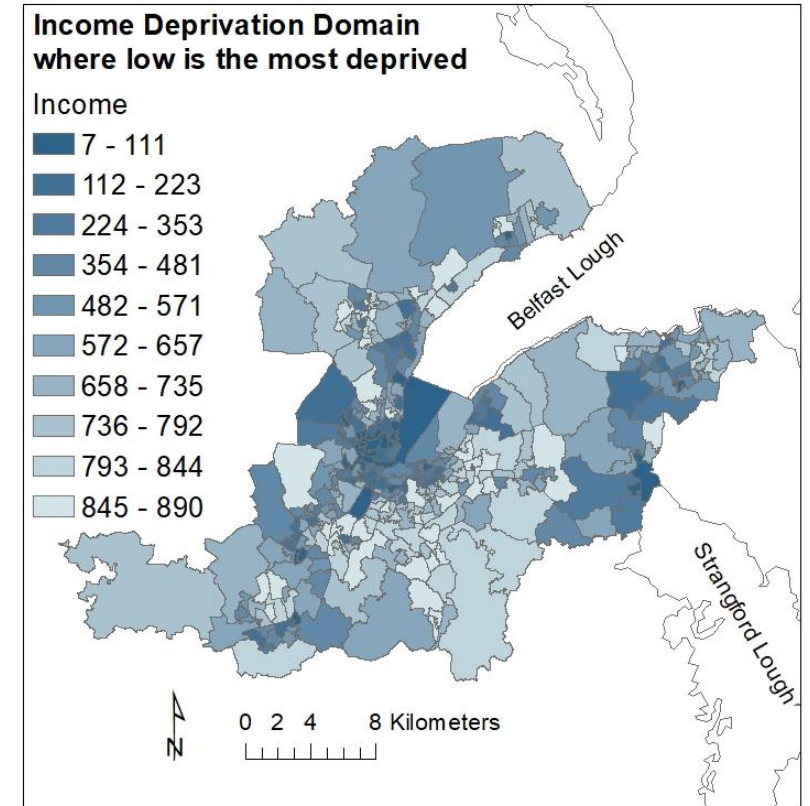 Income Deprivation Domain
where low is the most deprived
Income
7 - 111
112 - 223
224 - 353
354 - 481
482 - 571
572 - 657
658 - 735
736 - 792
793 - 844
845 - 890
Belfast Lough
Strangford Lough
N
0 2 4 8 Kilometers